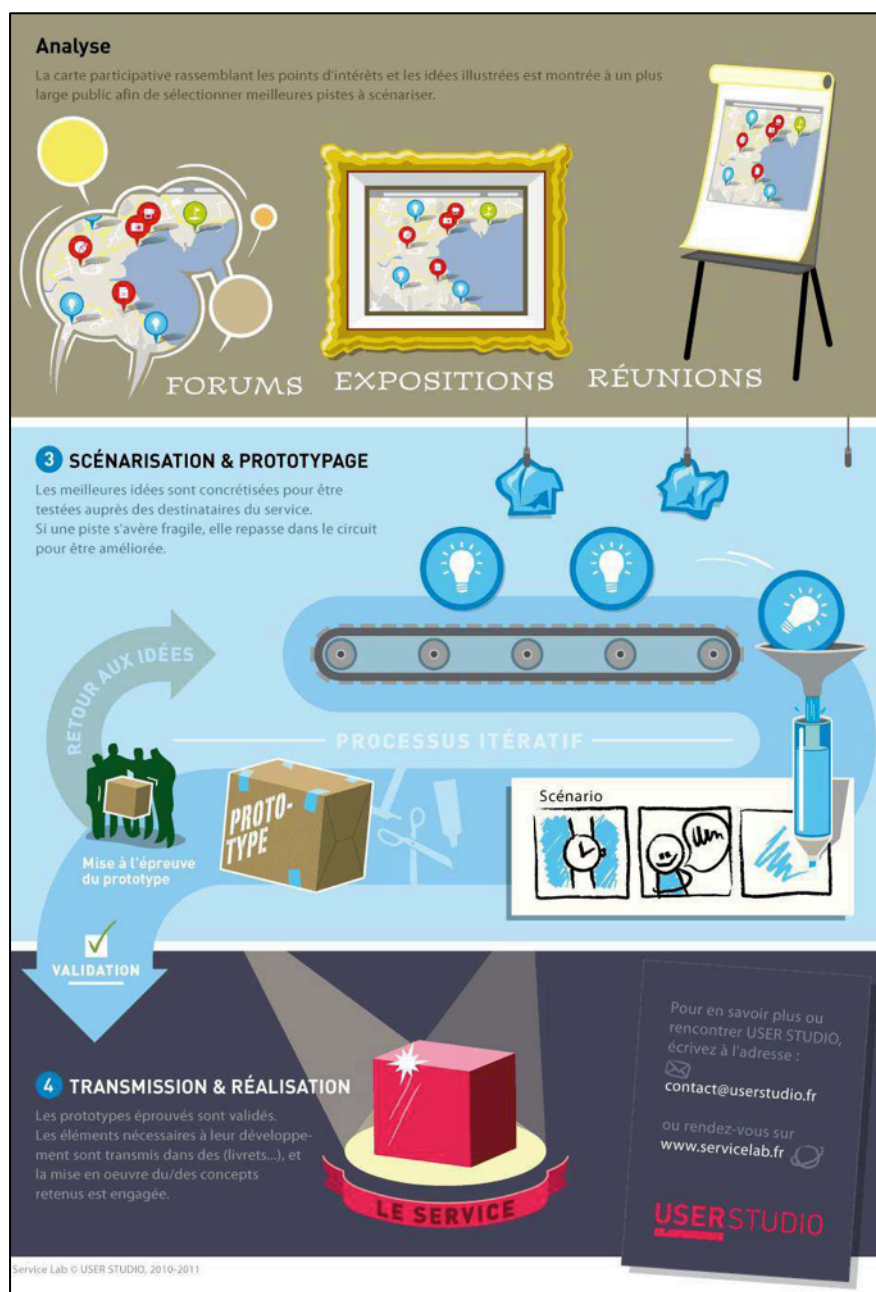 Analyse
La carte participative rassemblant les points d'intérêts et les idées illustrées est montrée à un plus
large public afin de sélectionner meilleures pistes à scénariser.
FORUMS EXPOSITIONS RÉUNIONS
3 SCÉNARISATION & PROTOTYPAGE
Les meilleures idées sont concrétisées pour être
testées auprès des destinataires du service.
Si une piste s'avère fragile, elle repasse dans le circuit
pour être améliorée.
RETOUR AUX IDÉES
PROCESSUS ITÉRATIF
Scénario
PROTO-
TYPE
Mise à l'épreuve
du prototype
VALIDATION
4 TRANSMISSION & RÉALISATION
Les prototypes éprouvés sont validés.
Les éléments nécessaires à leur développe-
ment sont transmis dans des (livrets...), et
la mise en oeuvre du/des concepts
retenus est engagée.
LE SERVICE
Pour en savoir plus ou
rencontrer USER STUDIO,
écrivez à l'adresse :
contact@userstudio.fr
ou rendez-vous sur
www.servicelab.fr
USERSTUDIO
Service Lab © USER STUDIO, 2010-2011